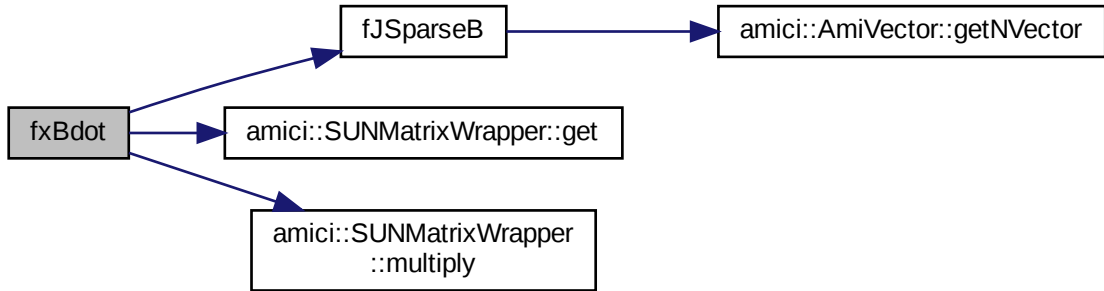 fJSparseB
amici::AmiVector::getNVector
fxBdot
amici::SUNMatrixWrapper::get
amici::SUNMatrixWrapper
::multiply